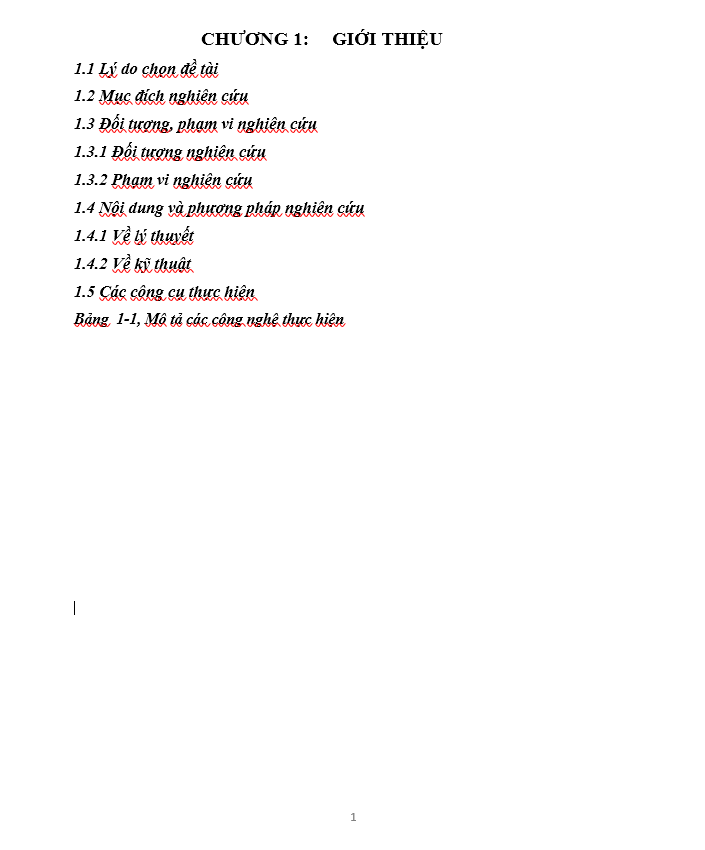 CHƯƠNG 1: GIỚI THIỆU
1.1 Lý do chọn đề tài
1.2 Mục đích nghiên cứu
1.3 Đối tượng, phạm vi nghiên cứu
1.3.1 Đối tượng nghiên cứu
1.3.2 Phạm vi nghiên cứu
1.4 Nội dung và phương pháp nghiên cứu
1.4.1 Về lý thuyết
1.4.2 Về kỹ thuật
1.5 Các công cụ thực hiện
Bảng 1-1, Mô tả các công nghệ thực hiện
1